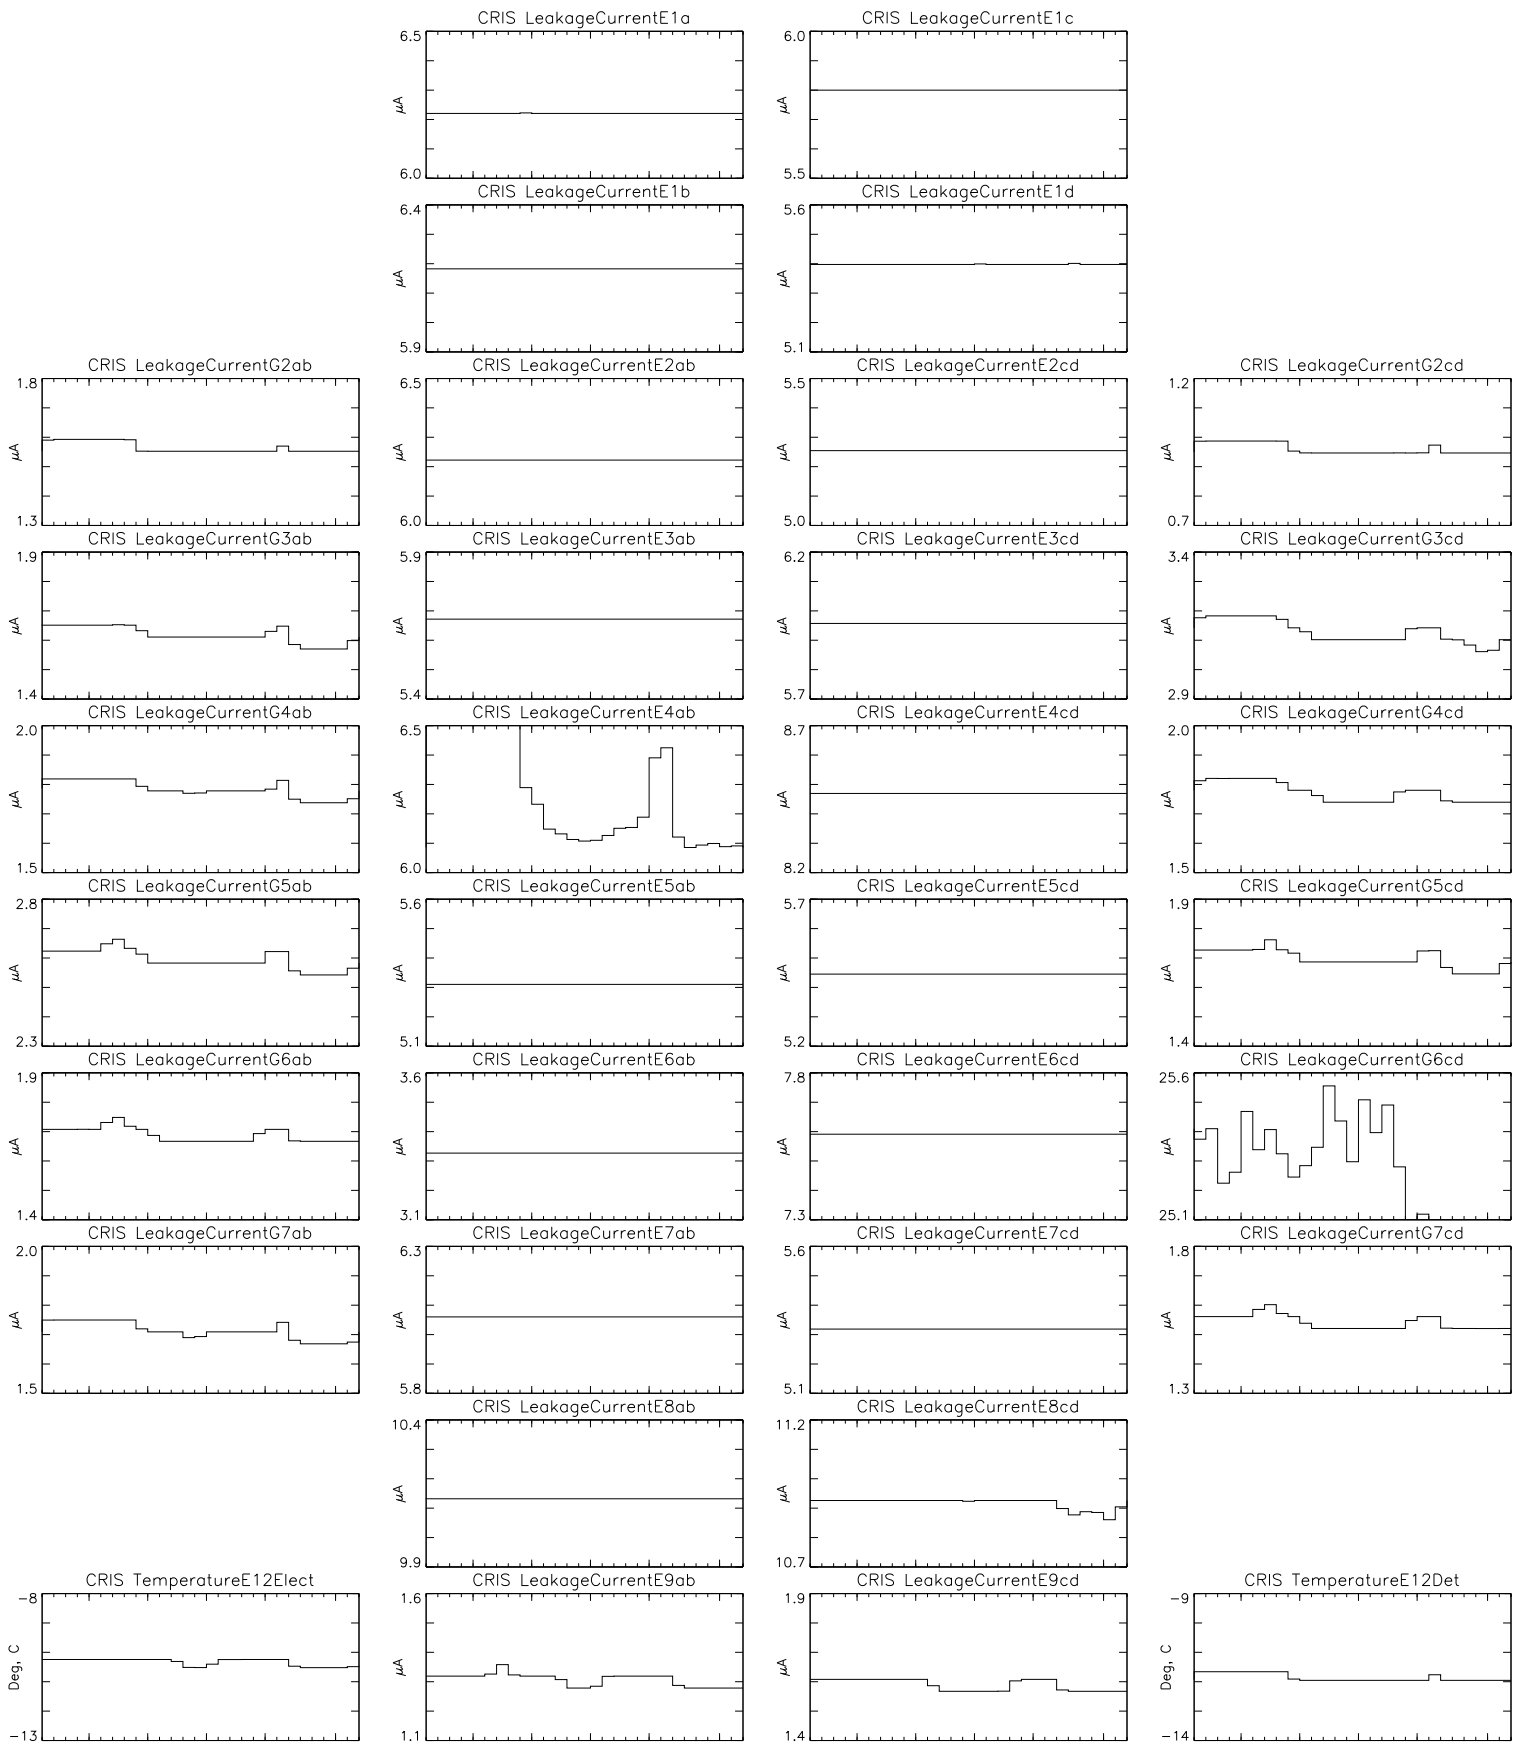 CRIS LeakageCurrentE1a
6.5
μA
6.0
CRIS LeakageCurrentE1c
6.0
μA
5.5
CRIS LeakageCurrentE1b
6.4
μA
5.9
CRIS LeakageCurrentE1d
5.6
μA
5.1
CRIS LeakageCurrentG2ab
1.8
μA
1.3
CRIS LeakageCurrentE2ab
6.5
μA
6.0
CRIS LeakageCurrentE2cd
5.5
μA
5.0
CRIS LeakageCurrentG2cd
1.2
μA
0.7
CRIS LeakageCurrentG3ab
1.9
μA
1.4
CRIS LeakageCurrentE3ab
5.9
μA
5.4
CRIS LeakageCurrentE3cd
6.2
μA
5.7
CRIS LeakageCurrentG3cd
3.4
μA
2.9
CRIS LeakageCurrentG4ab
2.0
μA
1.5
CRIS LeakageCurrentE4ab
6.5
μA
6.0
CRIS LeakageCurrentE4cd
8.7
μA
8.2
CRIS LeakageCurrentG4cd
2.0
μA
1.5
CRIS LeakageCurrentG5ab
2.8
μA
2.3
CRIS LeakageCurrentE5ab
5.6
μA
5.1
CRIS LeakageCurrentE5cd
5.7
μA
5.2
CRIS LeakageCurrentG5cd
1.9
μA
1.4
CRIS LeakageCurrentG6ab
1.9
μA
1.4
CRIS LeakageCurrentE6ab
3.6
μA
3.1
CRIS LeakageCurrentE6cd
7.8
μA
7.3
CRIS LeakageCurrentG6cd
25.6
μA
25.1
CRIS LeakageCurrentG7ab
2.0
μA
1.5
CRIS LeakageCurrentE7ab
6.3
μA
5.8
CRIS LeakageCurrentE7cd
5.6
μA
5.1
CRIS LeakageCurrentG7cd
1.8
μA
1.3
CRIS LeakageCurrentE8ab
10.4
μA
9.9
CRIS LeakageCurrentE8cd
11.2
μA
10.7
CRIS TemperatureE12Elect
-8
Deg, C
-13
CRIS LeakageCurrentE9ab
1.6
μA
1.1
CRIS LeakageCurrentE9cd
1.9
μA
1.4
CRIS TemperatureE12Det
-9
Deg, C
-14